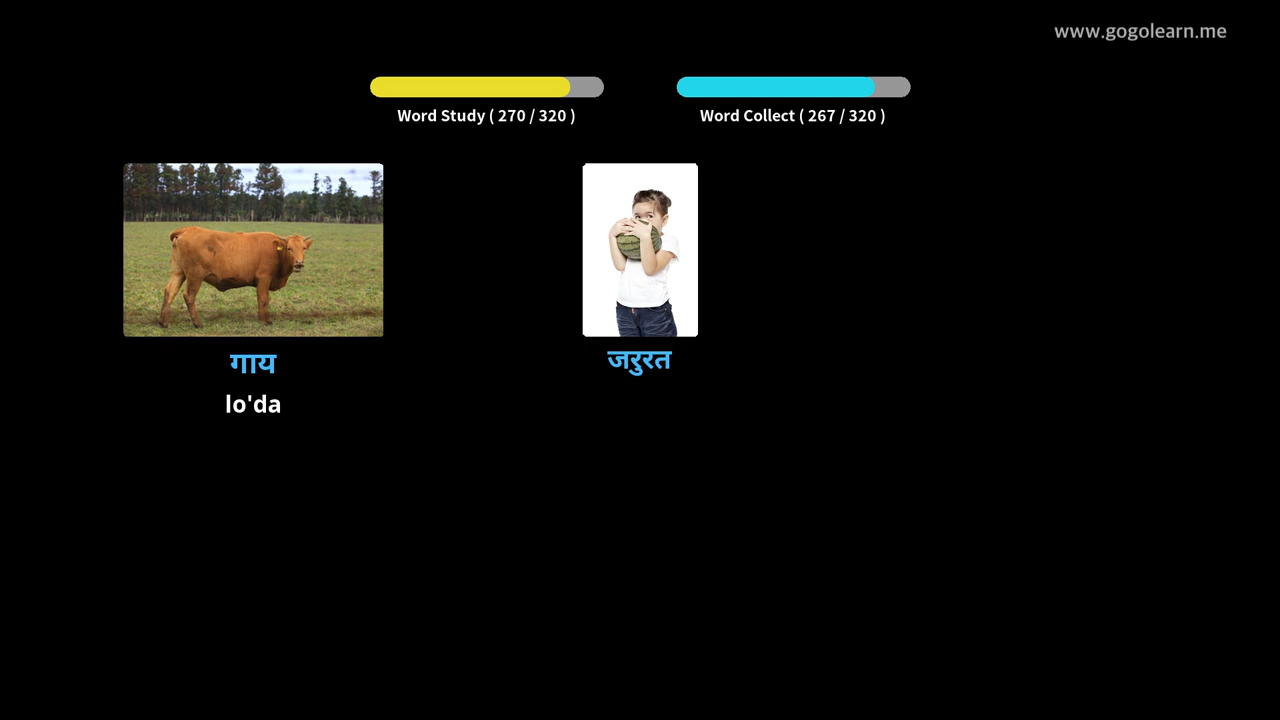 www.gogolearn.me
Word Study ( 270 / 320 )
Word Collect ( 267 / 320 )
गाय
lo'da
जरुरत